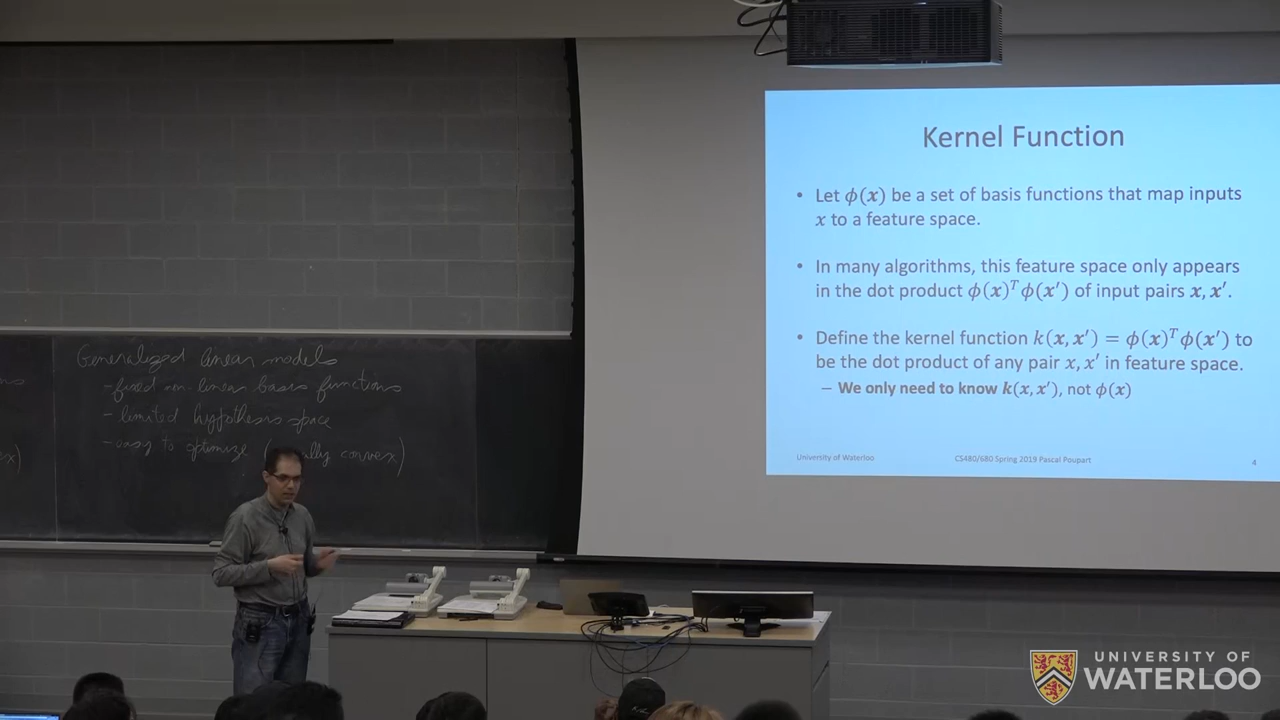 Generalized linear models
- fixed non-linear basis functions
- limited hypothesis space
- easy to optimize ( convex)
Kernel Function
• Let ϕ(x) be a set of basis functions that map inputs
x to a feature space.
• In many algorithms, this feature space only appears
in the dot product ϕ(x)ᵀϕ(x′) of input pairs x, x′.
• Define the kernel function k(x, x′) = ϕ(x)ᵀϕ(x′) to
be the dot product of any pair x, x′ in feature space.
– We only need to know k(x, x′), not ϕ(x)
University of Waterloo
CS480/680 Spring 2019 Pascal Poupart
4
UNIVERSITY OF
WATERLOO